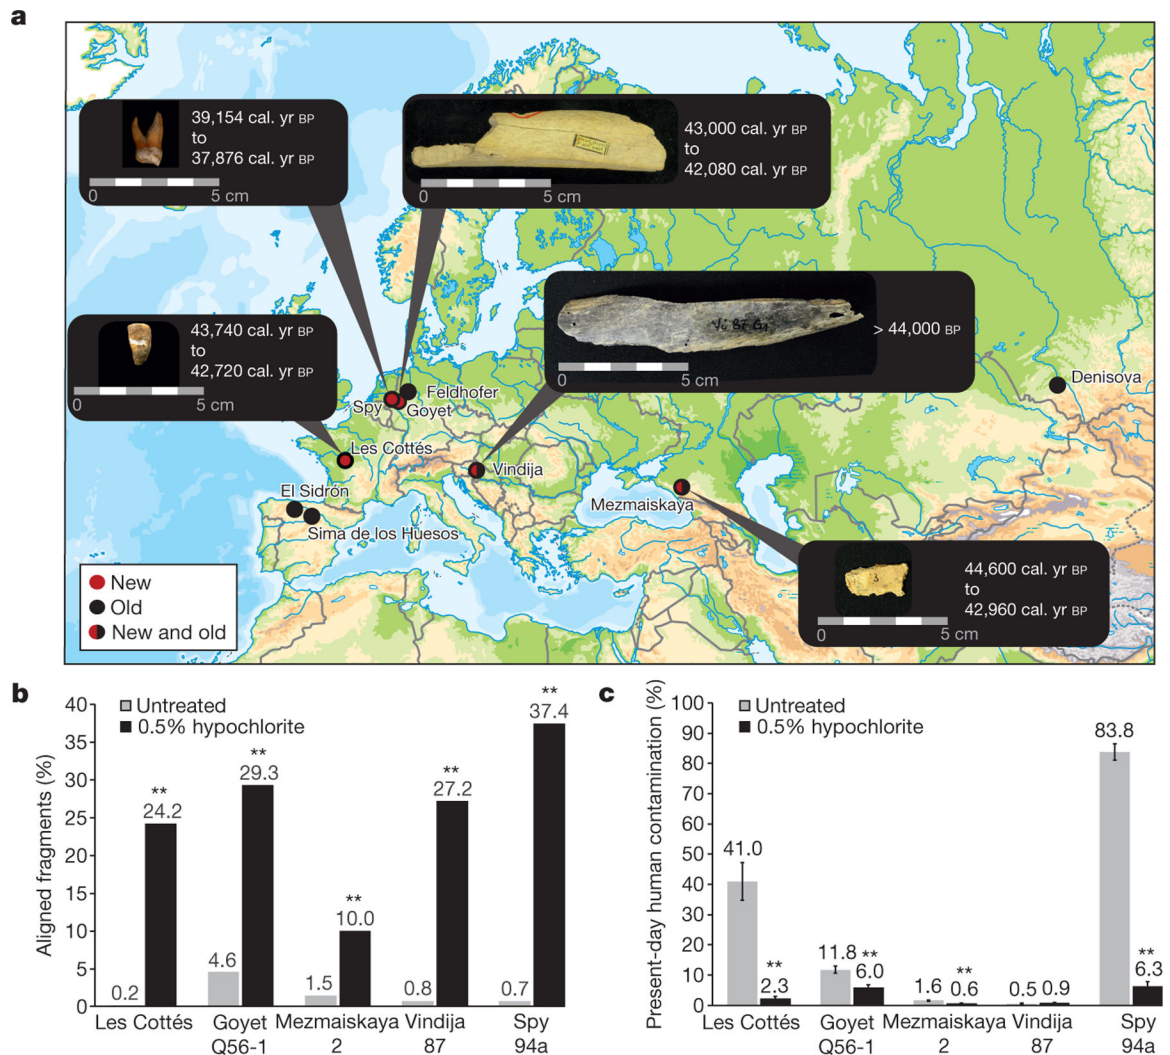 a
39,154 cal. yr BP
to
37,876 cal. yr BP
0 5 cm
43,000 cal. yr BP
to
42,080 cal. yr BP
0 5 cm
> 44,000 BP
0 5 cm
43,740 cal. yr BP
to
42,720 cal. yr BP
0 5 cm
Denisova
Feldhofer
Spy
Goyet
Les Cottés
Vindija
El Sidrón
Mezmaiskaya
Sima de los Huesos
44,600 cal. yr BP
to
42,960 cal. yr BP
0 5 cm
New
Old
New and old
b
Aligned fragments (%)
Untreated
0.5% hypochlorite
40
35
30
25
20
15
10
5
0
0.2
**
24.2
4.6
**
29.3
1.5
**
10.0
0.8
**
27.2
0.7
**
37.4
Les Cottés Goyet Mezmaiskaya Vindija Spy
Q56-1 2 87 94a
c
Present-day human contamination (%)
Untreated
0.5% hypochlorite
100
90
80
70
60
50
40
30
20
10
0
41.0
**
2.3
11.8
**
6.0
1.6
**
0.6
0.5
0.9
83.8
**
6.3
Les Cottés Goyet Mezmaiskaya Vindija Spy
Q56-1 2 87 94a